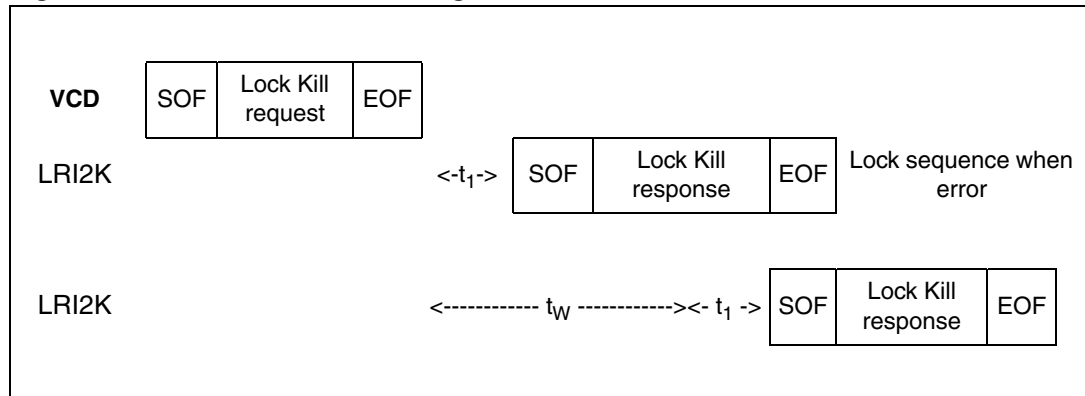 VCD SOF Lock Kill request EOF
LRI2K <-t₁-> SOF Lock Kill response EOF Lock sequence when error
LRI2K <------------ t_W ------------><- t₁ -> SOF Lock Kill response EOF